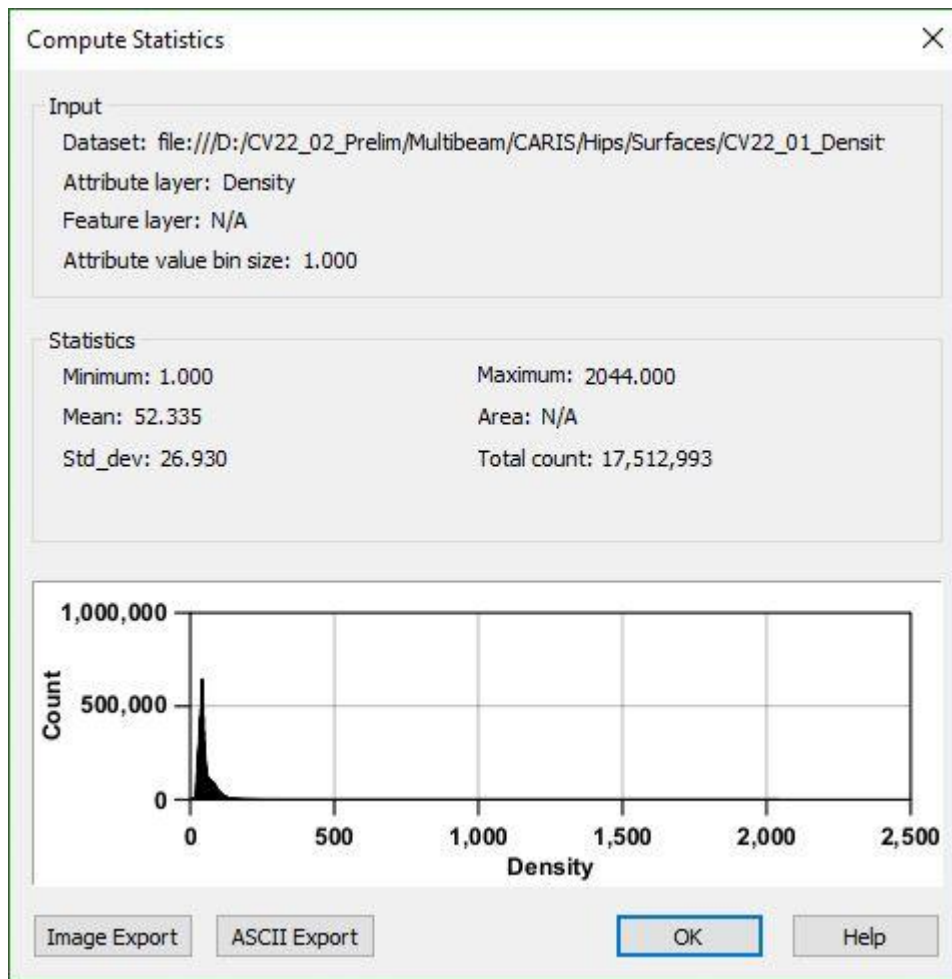 Compute Statistics
Input
Dataset: file:///D:/CV22_02_Prelim/Multibeam/CARIS/Hips/Surfaces/CV22_01_Densit
Attribute layer: Density
Feature layer: N/A
Attribute value bin size: 1.000
Statistics
Minimum: 1.000 Maximum: 2044.000
Mean: 52.335 Area: N/A
Std_dev: 26.930 Total count: 17,512,993
1,000,000
500,000
0
Count
0 500 1,000 1,500 2,000 2,500
Density
Image Export ASCII Export OK Help